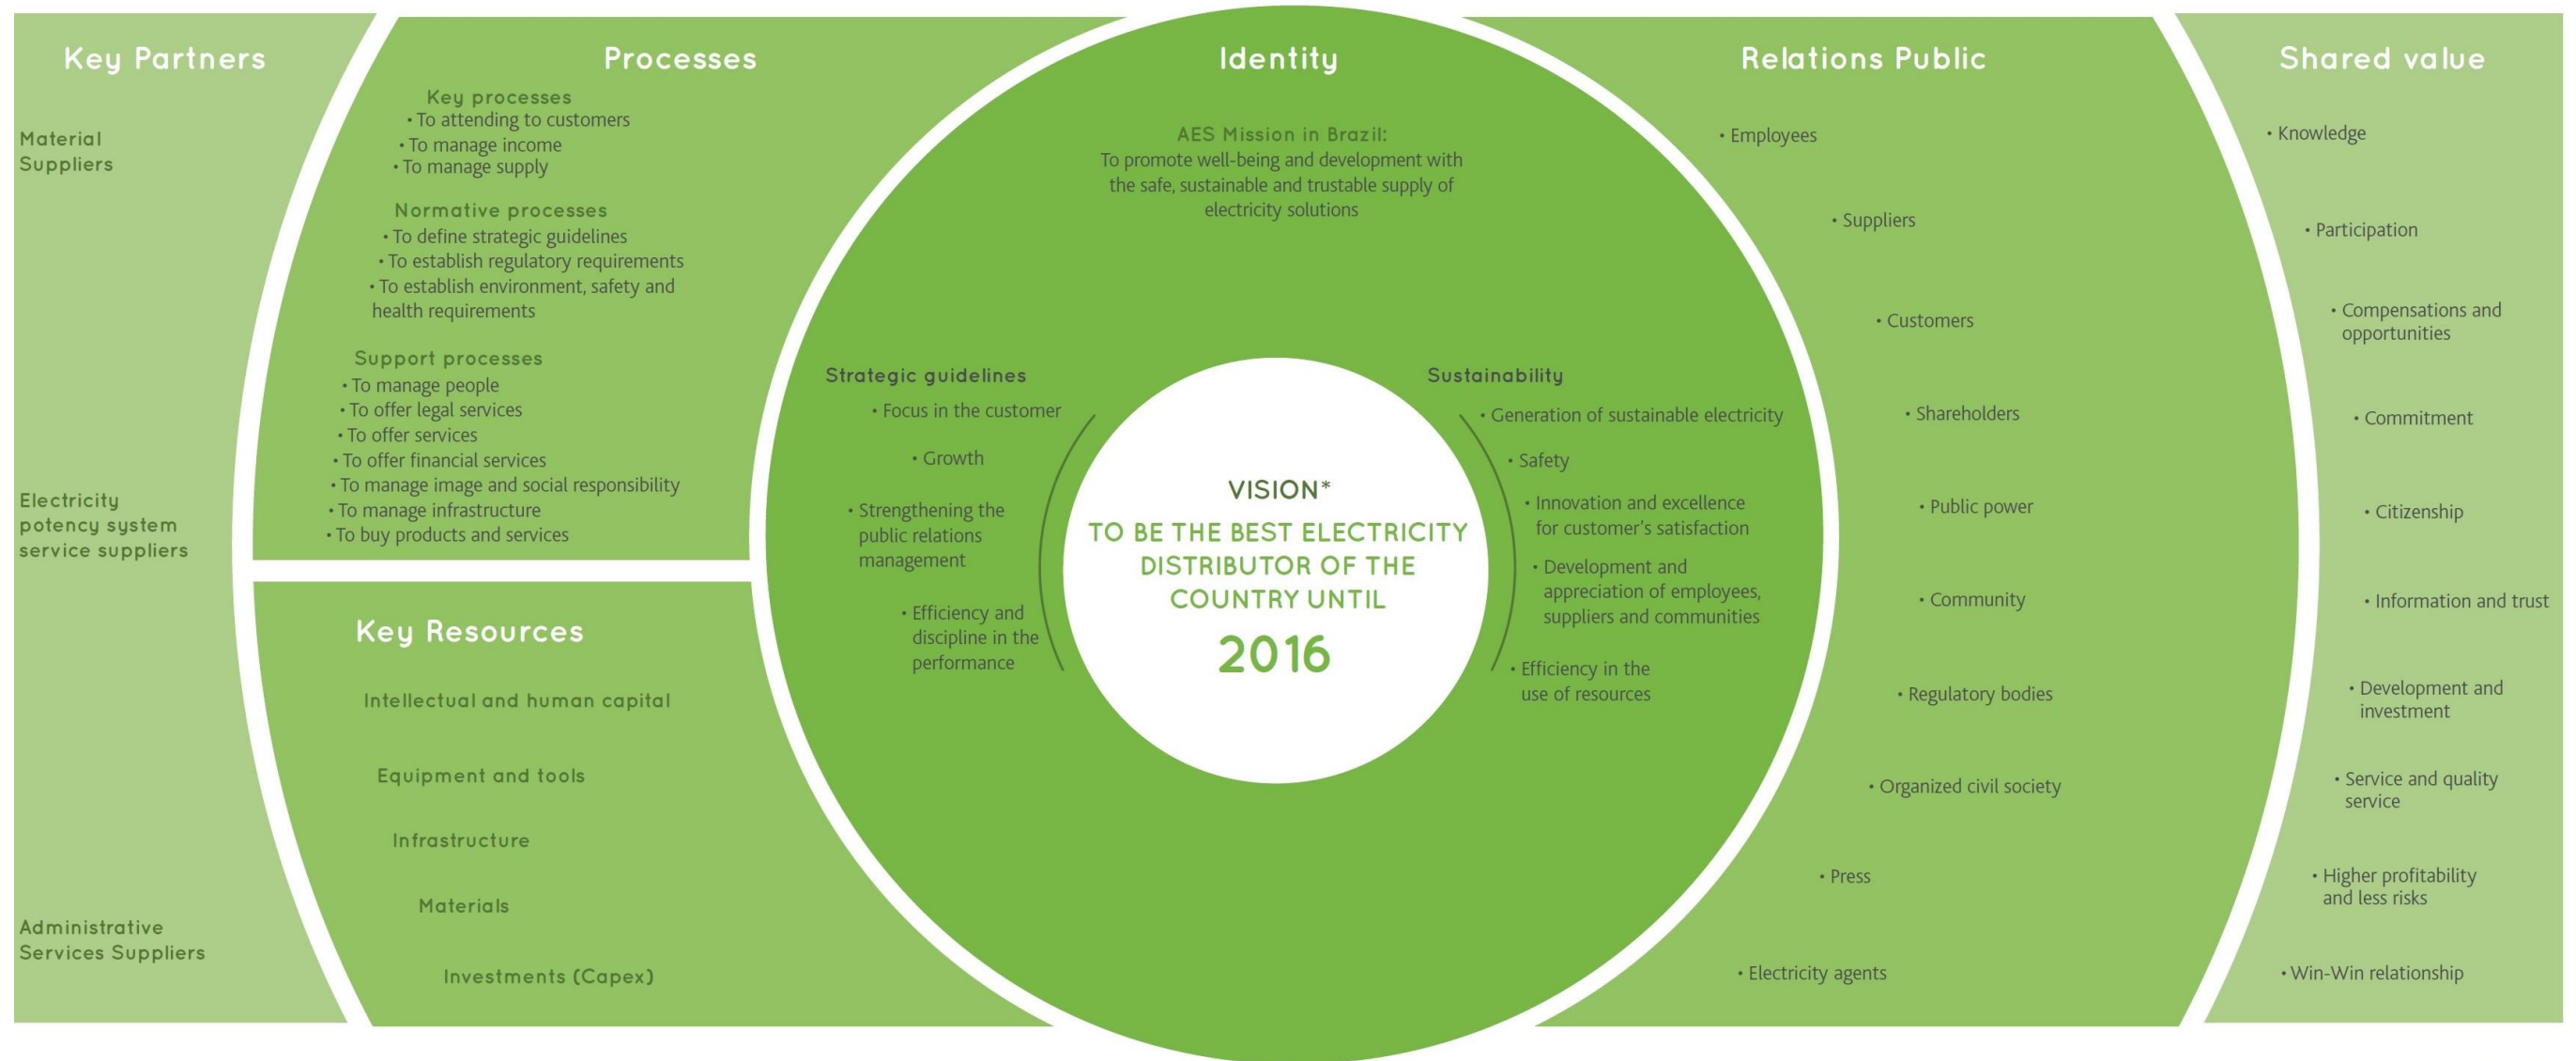 Key Partners
Material
Suppliers
Electricity
potency system
service suppliers
Administrative
Services Suppliers
Processes
Key processes
• To attending to customers
• To manage income
• To manage supply
Normative processes
• To define strategic guidelines
• To establish regulatory requirements
• To establish environment, safety and
health requirements
Support processes
• To manage people
• To offer legal services
• To offer services
• To offer financial services
• To manage image and social responsibility
• To manage infrastructure
• To buy products and services
Key Resources
Intellectual and human capital
Equipment and tools
Infrastructure
Materials
Investments (Capex)
Identity
AES Mission in Brazil:
To promote well-being and development with
the safe, sustainable and trustable supply of
electricity solutions
Strategic guidelines
• Focus in the customer
• Growth
• Strengthening the
public relations
management
• Efficiency and
discipline in the
performance
VISION*
TO BE THE BEST ELECTRICITY
DISTRIBUTOR OF THE
COUNTRY UNTIL
2016
Sustainability
• Generation of sustainable electricity
• Safety
• Innovation and excellence
for customer's satisfaction
• Development and
appreciation of employees,
suppliers and communities
• Efficiency in the
use of resources
Relations Public
• Employees
• Suppliers
• Customers
• Shareholders
• Public power
• Community
• Regulatory bodies
• Organized civil society
• Press
• Electricity agents
Shared value
• Knowledge
• Participation
• Compensations and
opportunities
• Commitment
• Citizenship
• Information and trust
• Development and
investment
• Service and quality
service
• Higher profitability
and less risks
• Win-Win relationship